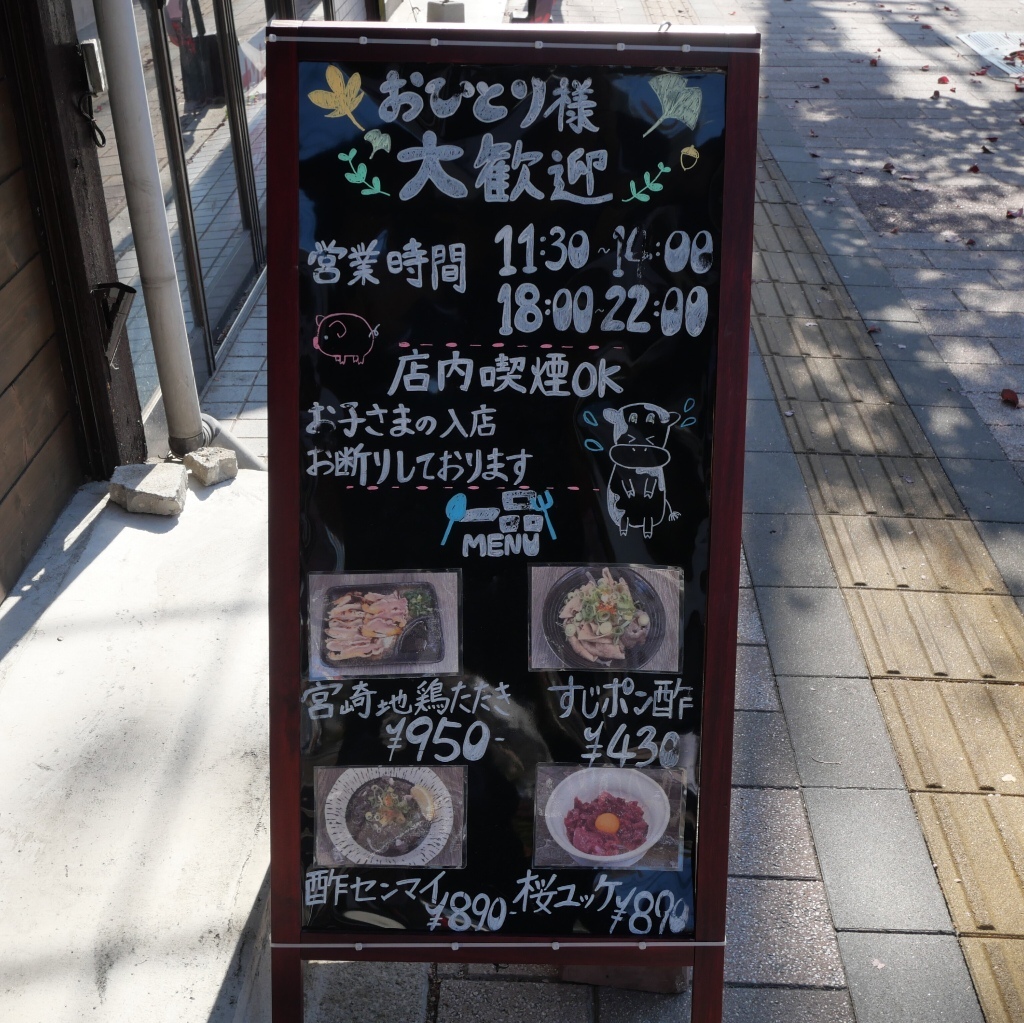 おひとり様
大歓迎
営業時間 11:30~14:00
18:00~22:00
店内喫煙OK
お子さまの入店
お断りしております
一品
MENU
宮崎地鶏たたき
¥950-
すじポン酢
¥430
酢センマイ ¥890-
桜ユッケ ¥890